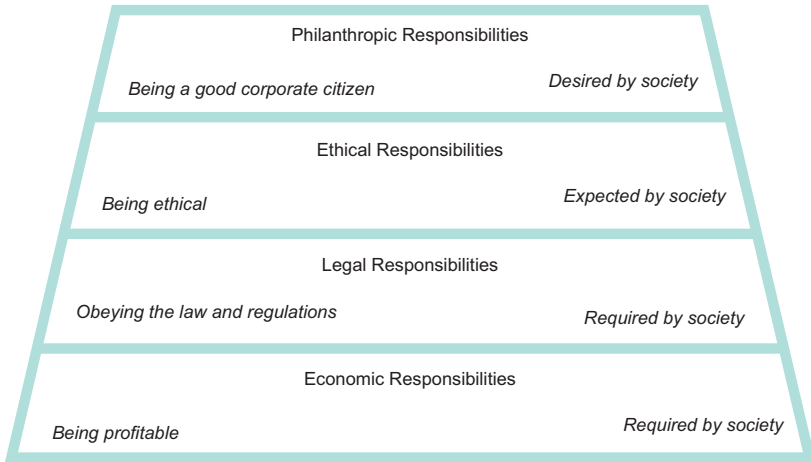 Philanthropic Responsibilities
Being a good corporate citizen
Desired by society
Ethical Responsibilities
Being ethical
Expected by society
Legal Responsibilities
Obeying the law and regulations
Required by society
Economic Responsibilities
Being profitable
Required by society